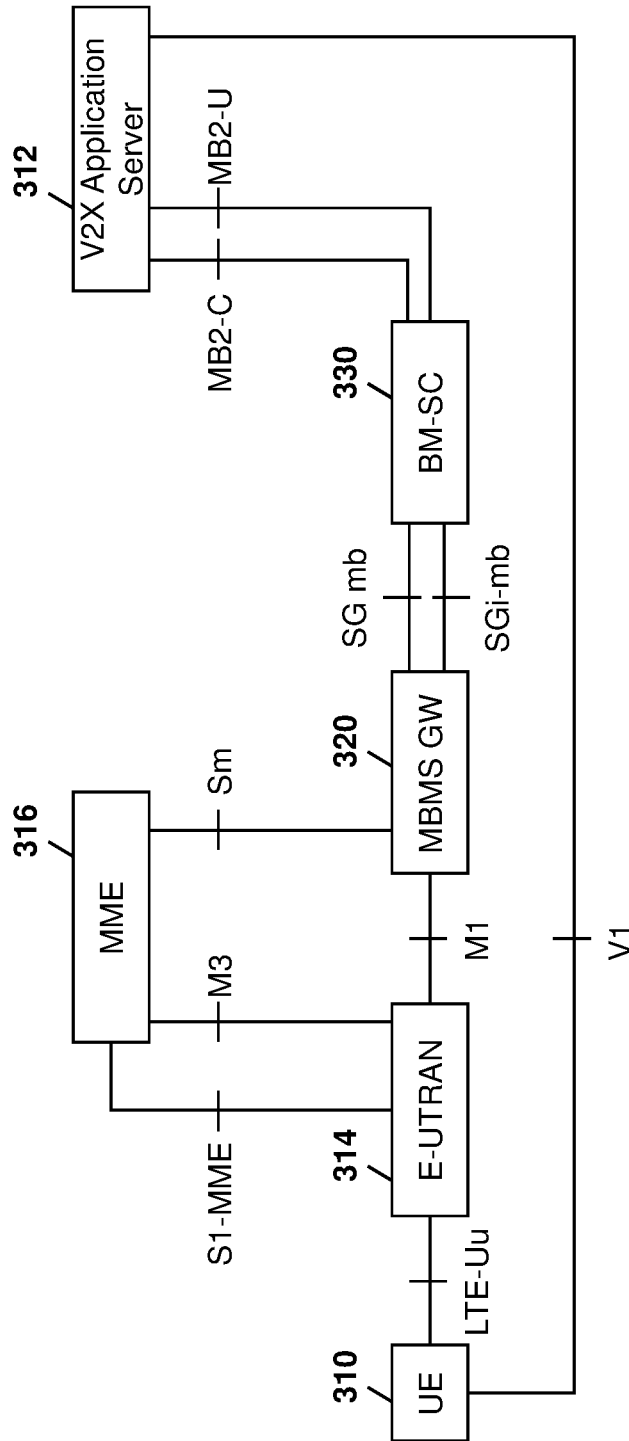 316
MME
312
V2X Application
Server
S1-MME
M3
Sm
MB2-C
MB2-U
310
UE
LTE-Uu
314
E-UTRAN
M1
320
MBMS GW
SG mb
SGi-mb
330
BM-SC
V1